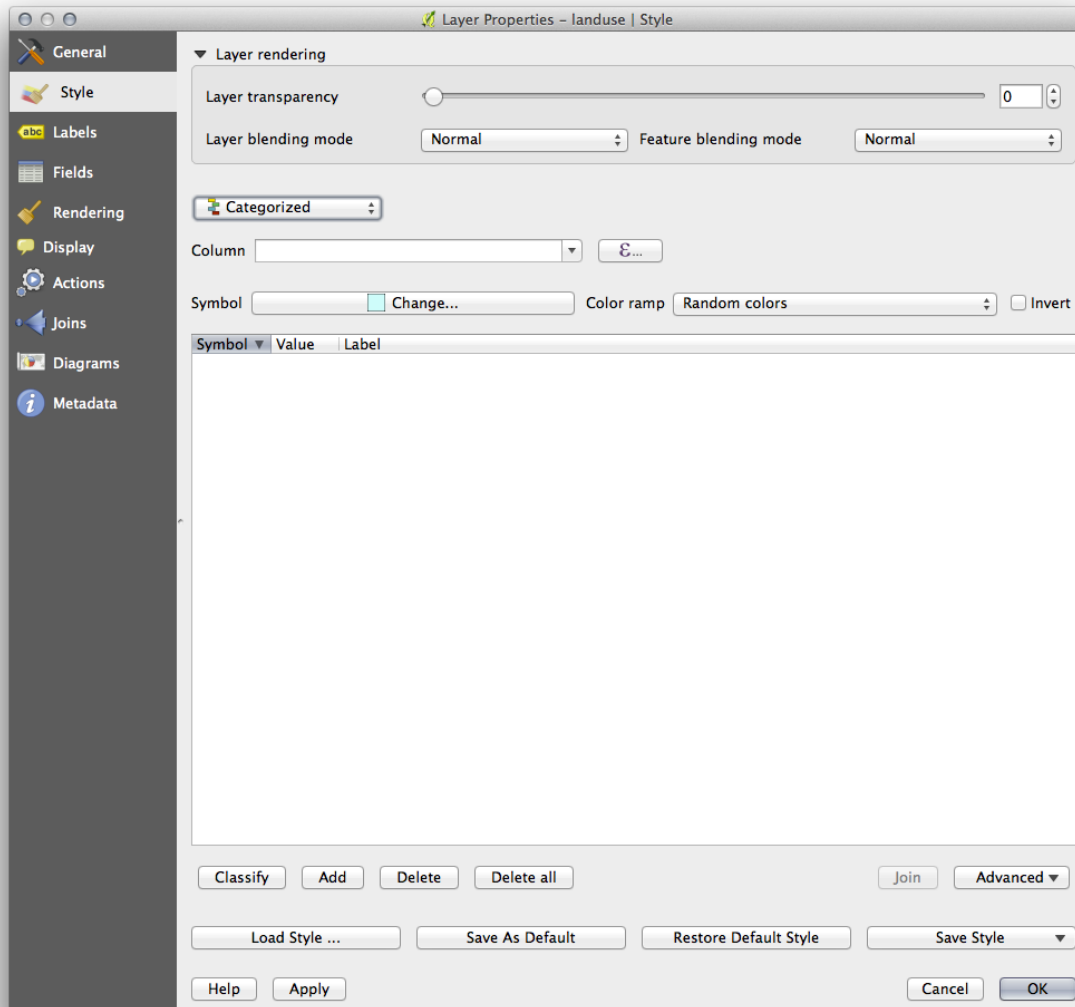 Layer Properties – landuse | Style
General
Style
abc Labels
Fields
Rendering
Display
Actions
Joins
Diagrams
i Metadata
Layer rendering
Layer transparency 0
Layer blending mode Normal Feature blending mode Normal
Categorized
Column ε...
Symbol Change... Color ramp Random colors Invert
Symbol Value Label
Classify Add Delete Delete all Join Advanced
Load Style ... Save As Default Restore Default Style Save Style
Help Apply Cancel OK